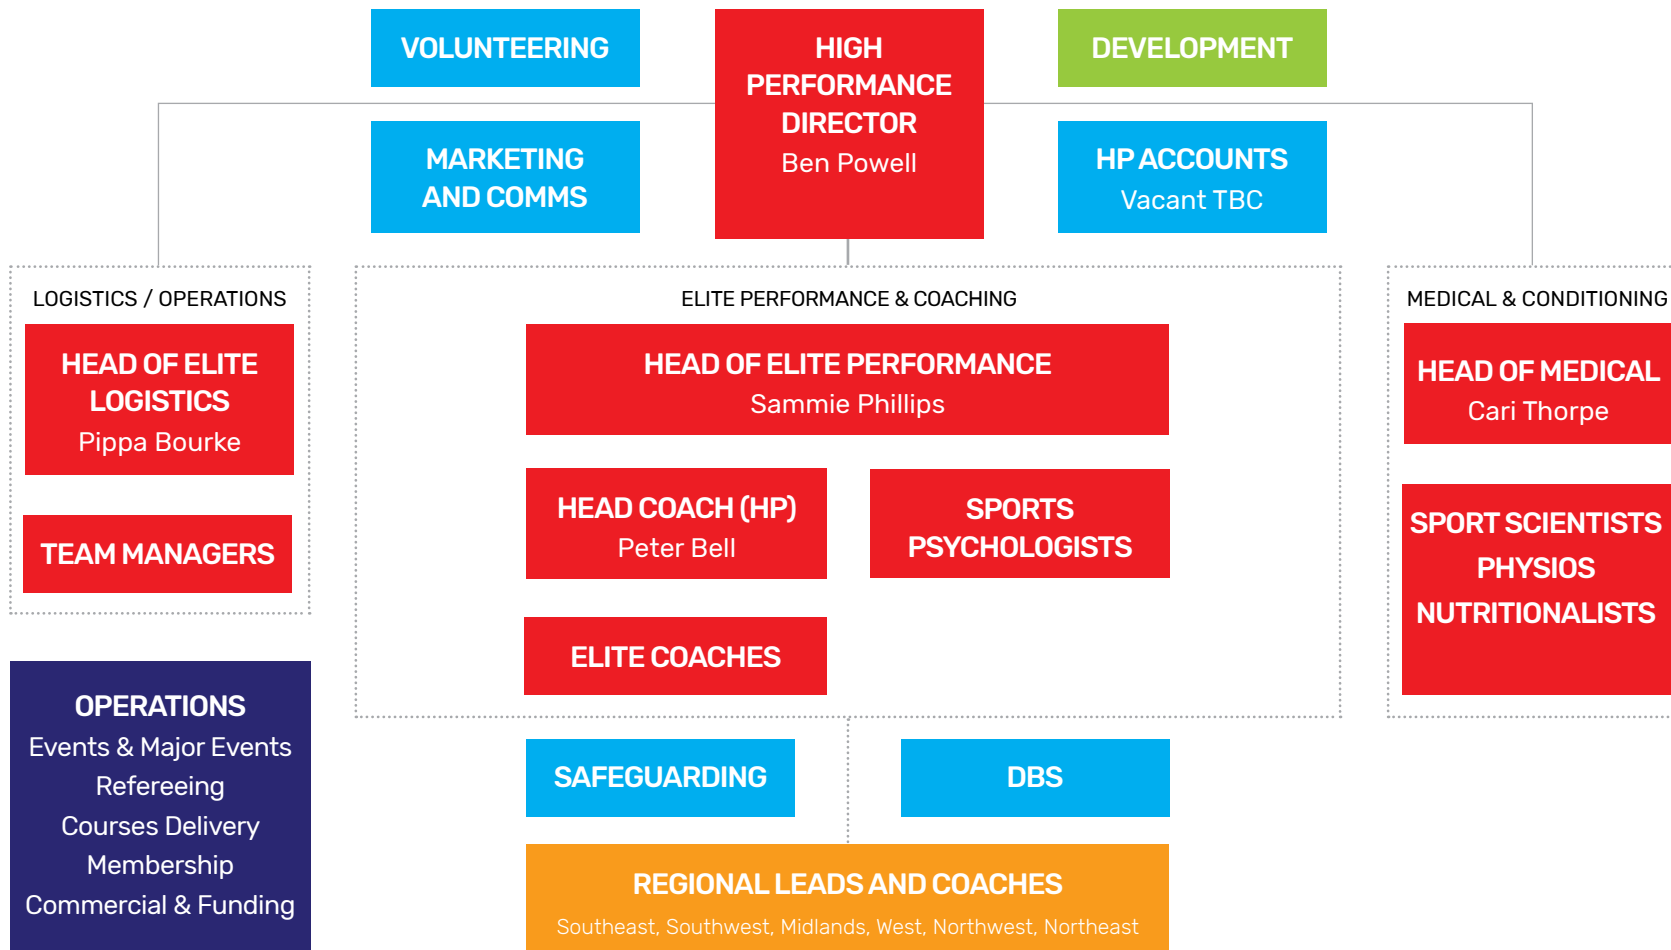 VOLUNTEERING
HIGH
PERFORMANCE
DIRECTOR
Ben Powell
DEVELOPMENT
MARKETING
AND COMMS
HP ACCOUNTS
Vacant TBC
LOGISTICS / OPERATIONS
HEAD OF ELITE
LOGISTICS
Pippa Bourke
TEAM MANAGERS
ELITE PERFORMANCE & COACHING
HEAD OF ELITE PERFORMANCE
Sammie Phillips
HEAD COACH (HP)
Peter Bell
SPORTS
PSYCHOLOGISTS
ELITE COACHES
MEDICAL & CONDITIONING
HEAD OF MEDICAL
Cari Thorpe
SPORT SCIENTISTS
PHYSIOS
NUTRITIONALISTS
OPERATIONS
Events & Major Events
Refereeing
Courses Delivery
Membership
Commercial & Funding
SAFEGUARDING
DBS
REGIONAL LEADS AND COACHES
Southeast, Southwest, Midlands, West, Northwest, Northeast